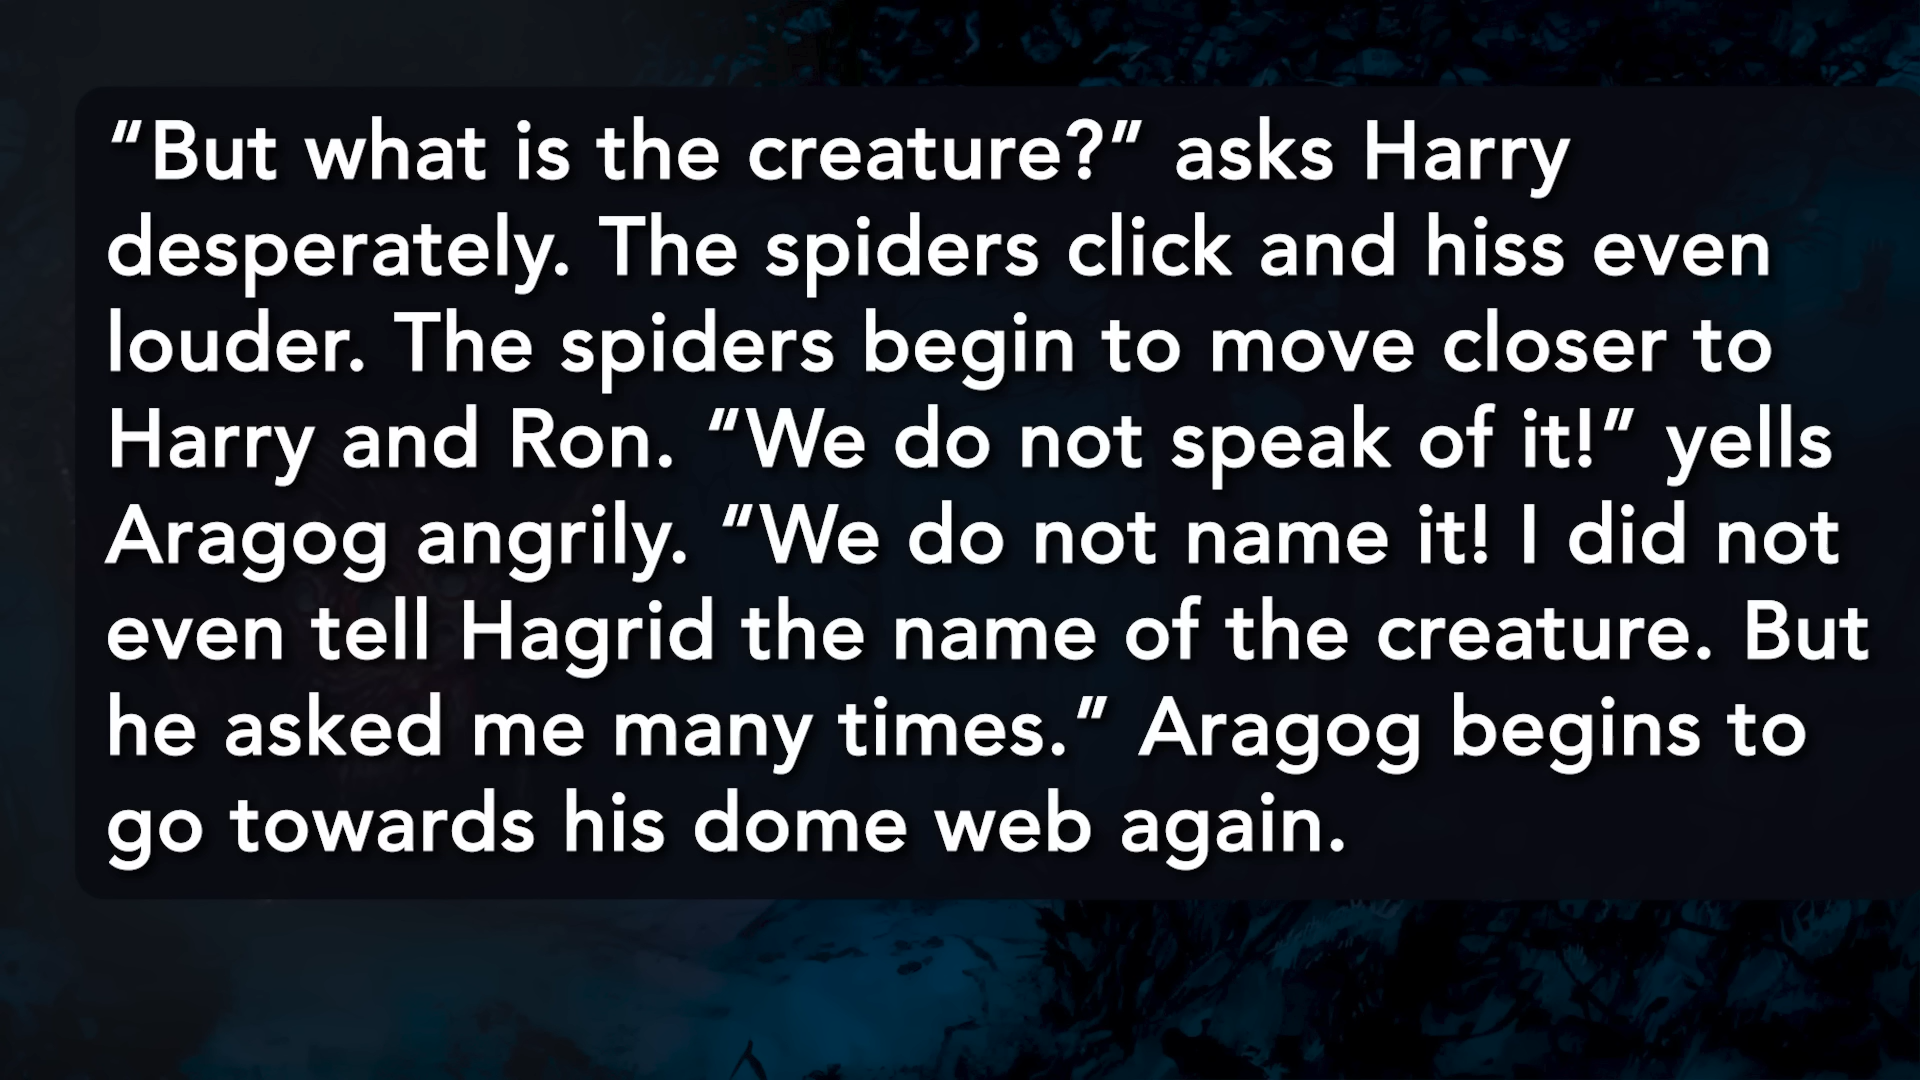 “But what is the creature?” asks Harry
desperately. The spiders click and hiss even
louder. The spiders begin to move closer to
Harry and Ron. “We do not speak of it!” yells
Aragog angrily. “We do not name it! I did not
even tell Hagrid the name of the creature. But
he asked me many times.” Aragog begins to
go towards his dome web again.